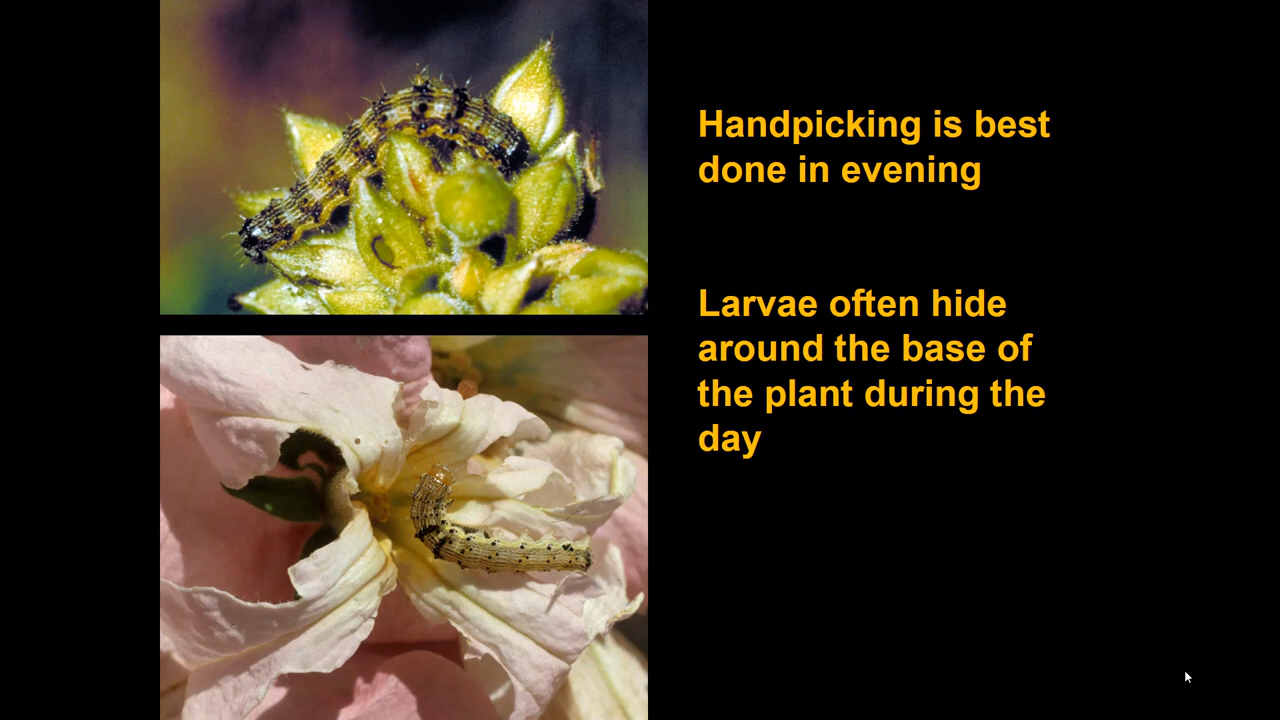 Handpicking is best
done in evening
Larvae often hide
around the base of
the plant during the
day